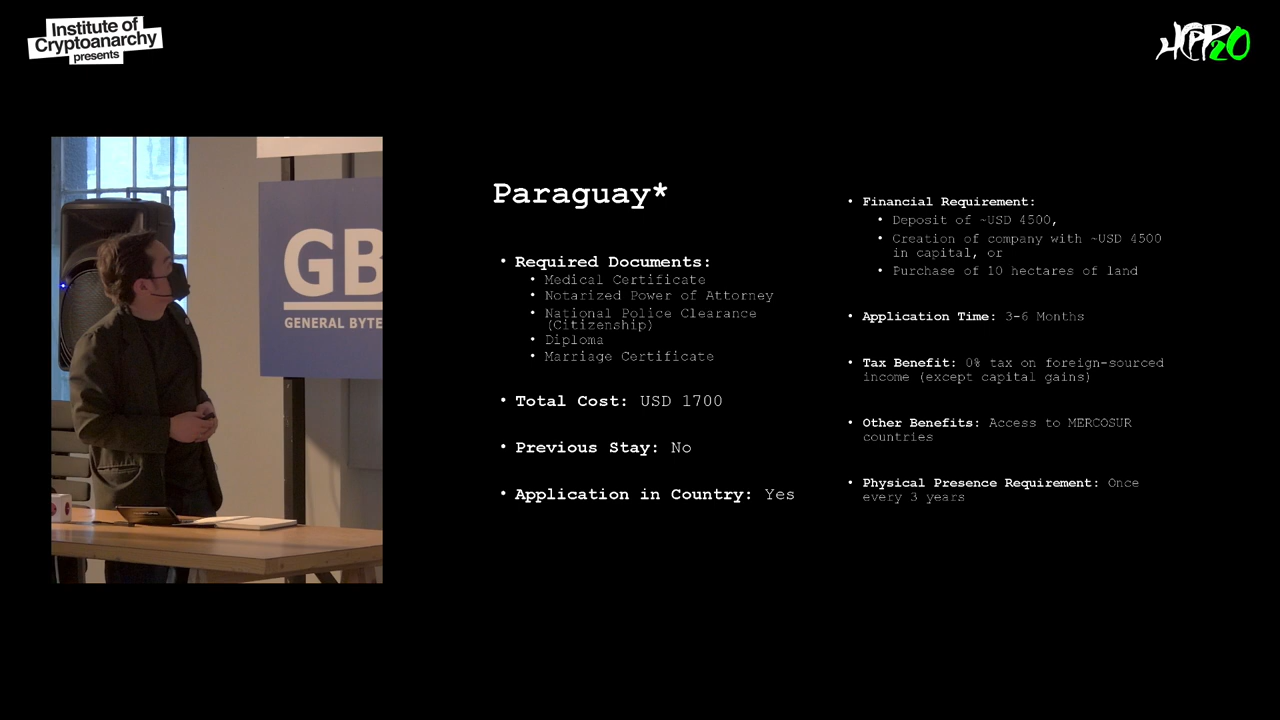 Institute of
Cryptoanarchy
presents
HCPP20
GB
GENERAL BYTE
Paraguay*
• Required Documents:
• Medical Certificate
• Notarized Power of Attorney
• National Police Clearance
(Citizenship)
• Diploma
• Marriage Certificate
• Total Cost: USD 1700
• Previous Stay: No
• Application in Country: Yes
• Financial Requirement:
• Deposit of ~USD 4500,
• Creation of company with ~USD 4500
in capital, or
• Purchase of 10 hectares of land
• Application Time: 3-6 Months
• Tax Benefit: 0% tax on foreign-sourced
income (except capital gains)
• Other Benefits: Access to MERCOSUR
countries
• Physical Presence Requirement: Once
every 3 years